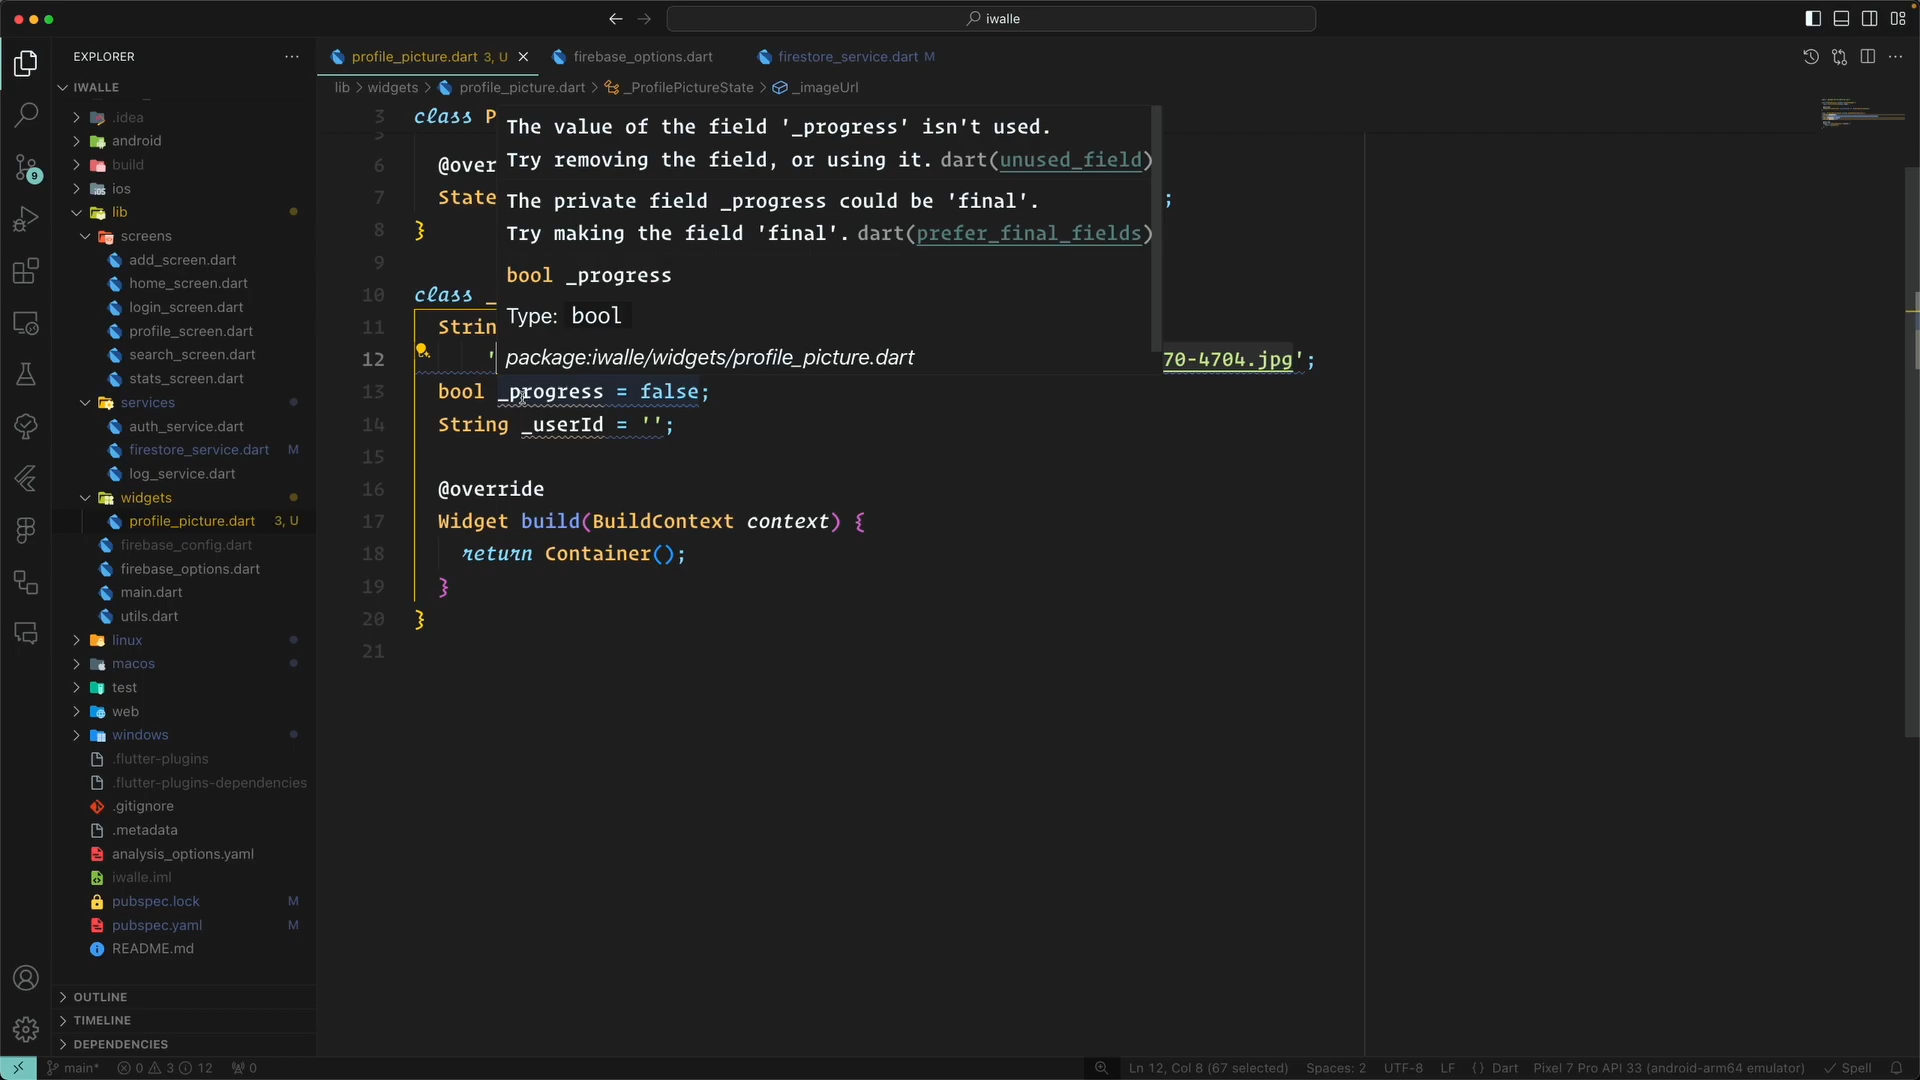 iwalle
EXPLORER
IWALLE
.idea
android
build
ios
lib
screens
add_screen.dart
home_screen.dart
login_screen.dart
profile_screen.dart
search_screen.dart
stats_screen.dart
services
auth_service.dart
firestore_service.dart M
log_service.dart
widgets
profile_picture.dart 3, U
firebase_config.dart
firebase_options.dart
main.dart
utils.dart
linux
macos
test
web
windows
.flutter-plugins
.flutter-plugins-dependencies
.gitignore
.metadata
analysis_options.yaml
iwalle.iml
pubspec.lock M
pubspec.yaml M
README.md
OUTLINE
TIMELINE
DEPENDENCIES
9
profile_picture.dart 3, U
firebase_options.dart
firestore_service.dart M
lib > widgets > profile_picture.dart > _ProfilePictureState > _imageUrl
3 class P
6 @over
7 State ;
8 }
9
10 class _
11 Strin
12 ' 70-4704.jpg';
13 bool _progress = false;
14 String _userId = '';
15
16 @override
17 Widget build(BuildContext context) {
18 return Container();
19 }
20 }
21
The value of the field '_progress' isn't used.
Try removing the field, or using it. dart(unused_field)
The private field _progress could be 'final'.
Try making the field 'final'. dart(prefer_final_fields)
bool _progress
Type: bool
package:iwalle/widgets/profile_picture.dart
main* 0 3 12 0
Ln 12, Col 8 (67 selected) Spaces: 2 UTF-8 LF { } Dart Pixel 7 Pro API 33 (android-arm64 emulator) Spell